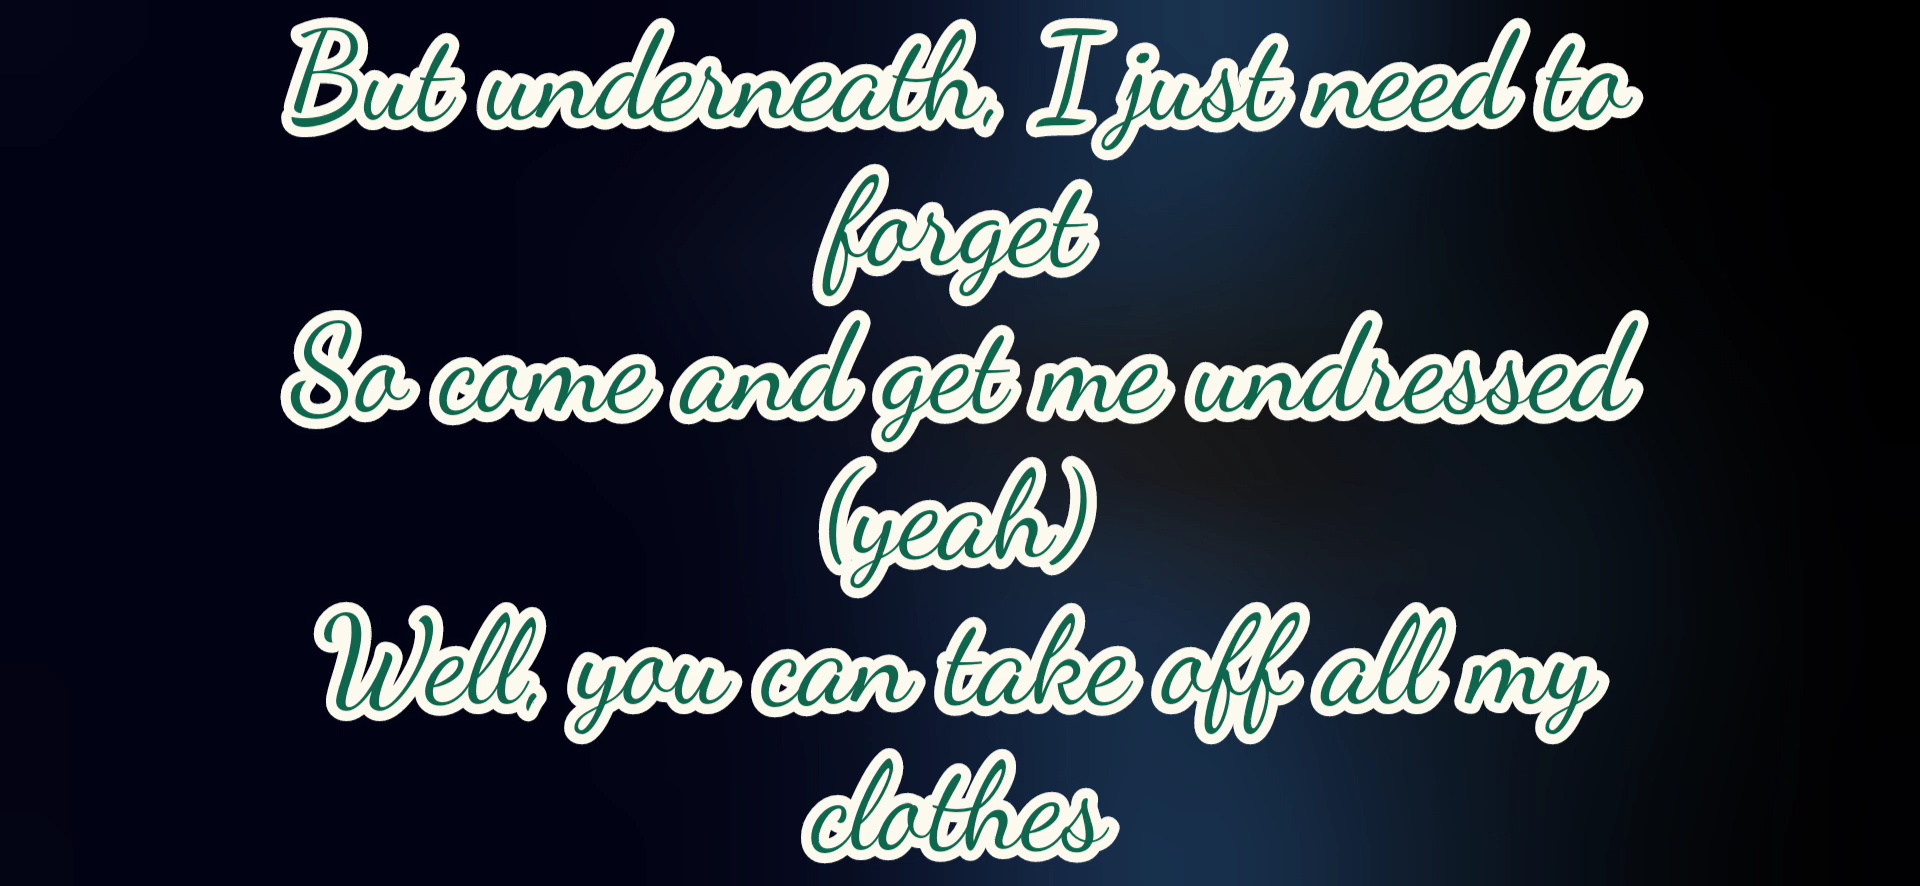 But underneath, I just need to
forget
So come and get me undressed
(yeah)
Well, you can take off all my
clothes